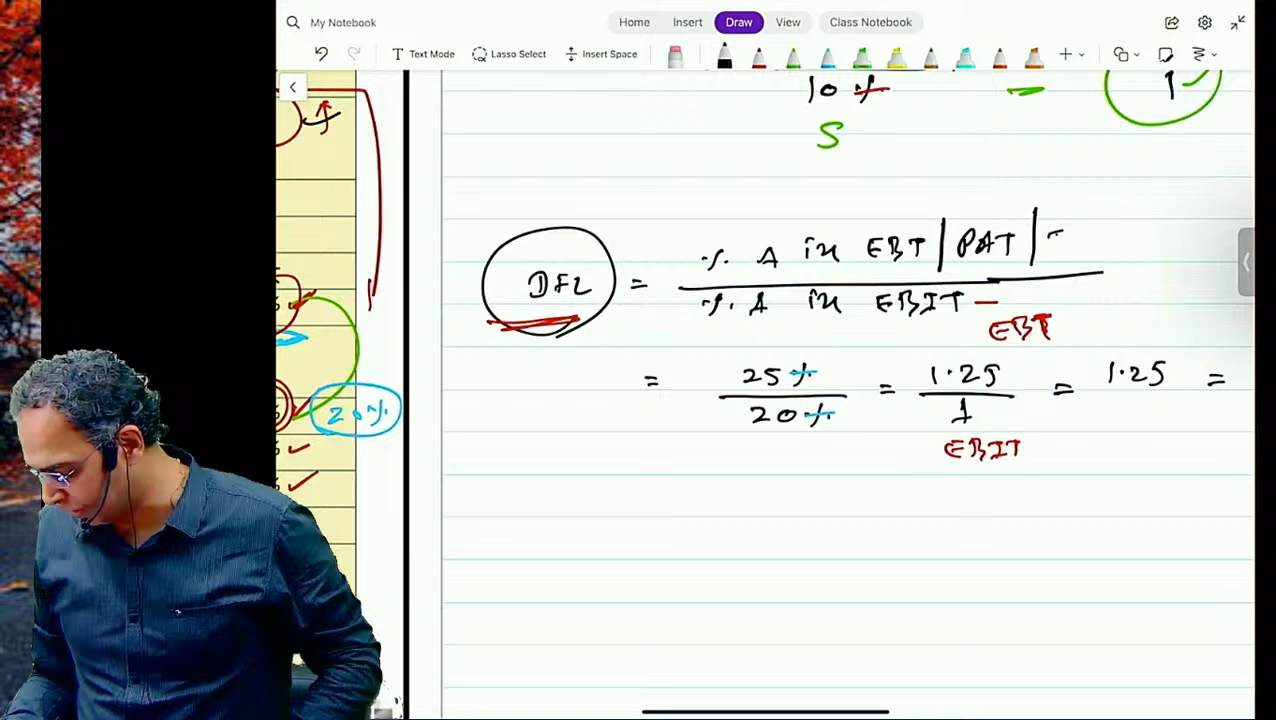 My Notebook
Home Insert Draw View Class Notebook
Text Mode Lasso Select Insert Space
10 % 1
S
DFL = % Δ in EBT | PAT |
% Δ in EBIT
EBT
= 25 % / 20 % = 1.25 / 1 = 1.25 =
EBIT
20%